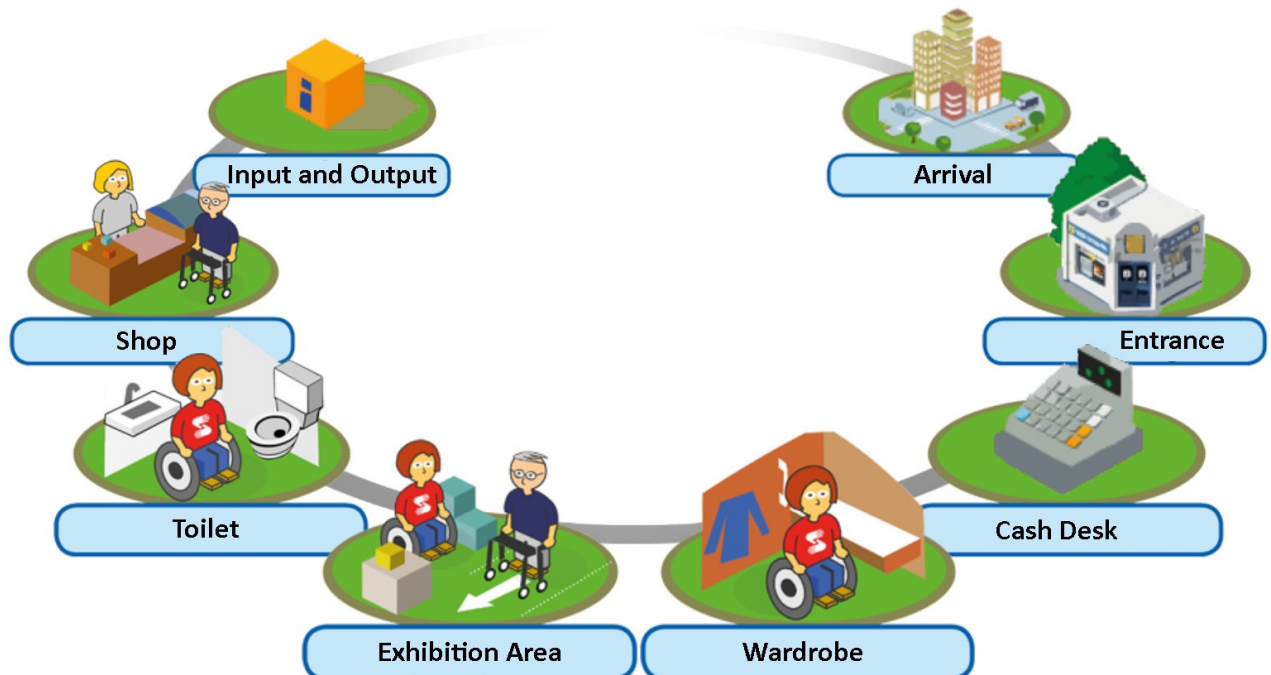 Input and Output
Arrival
Shop
Entrance
Toilet
Cash Desk
Exhibition Area
Wardrobe